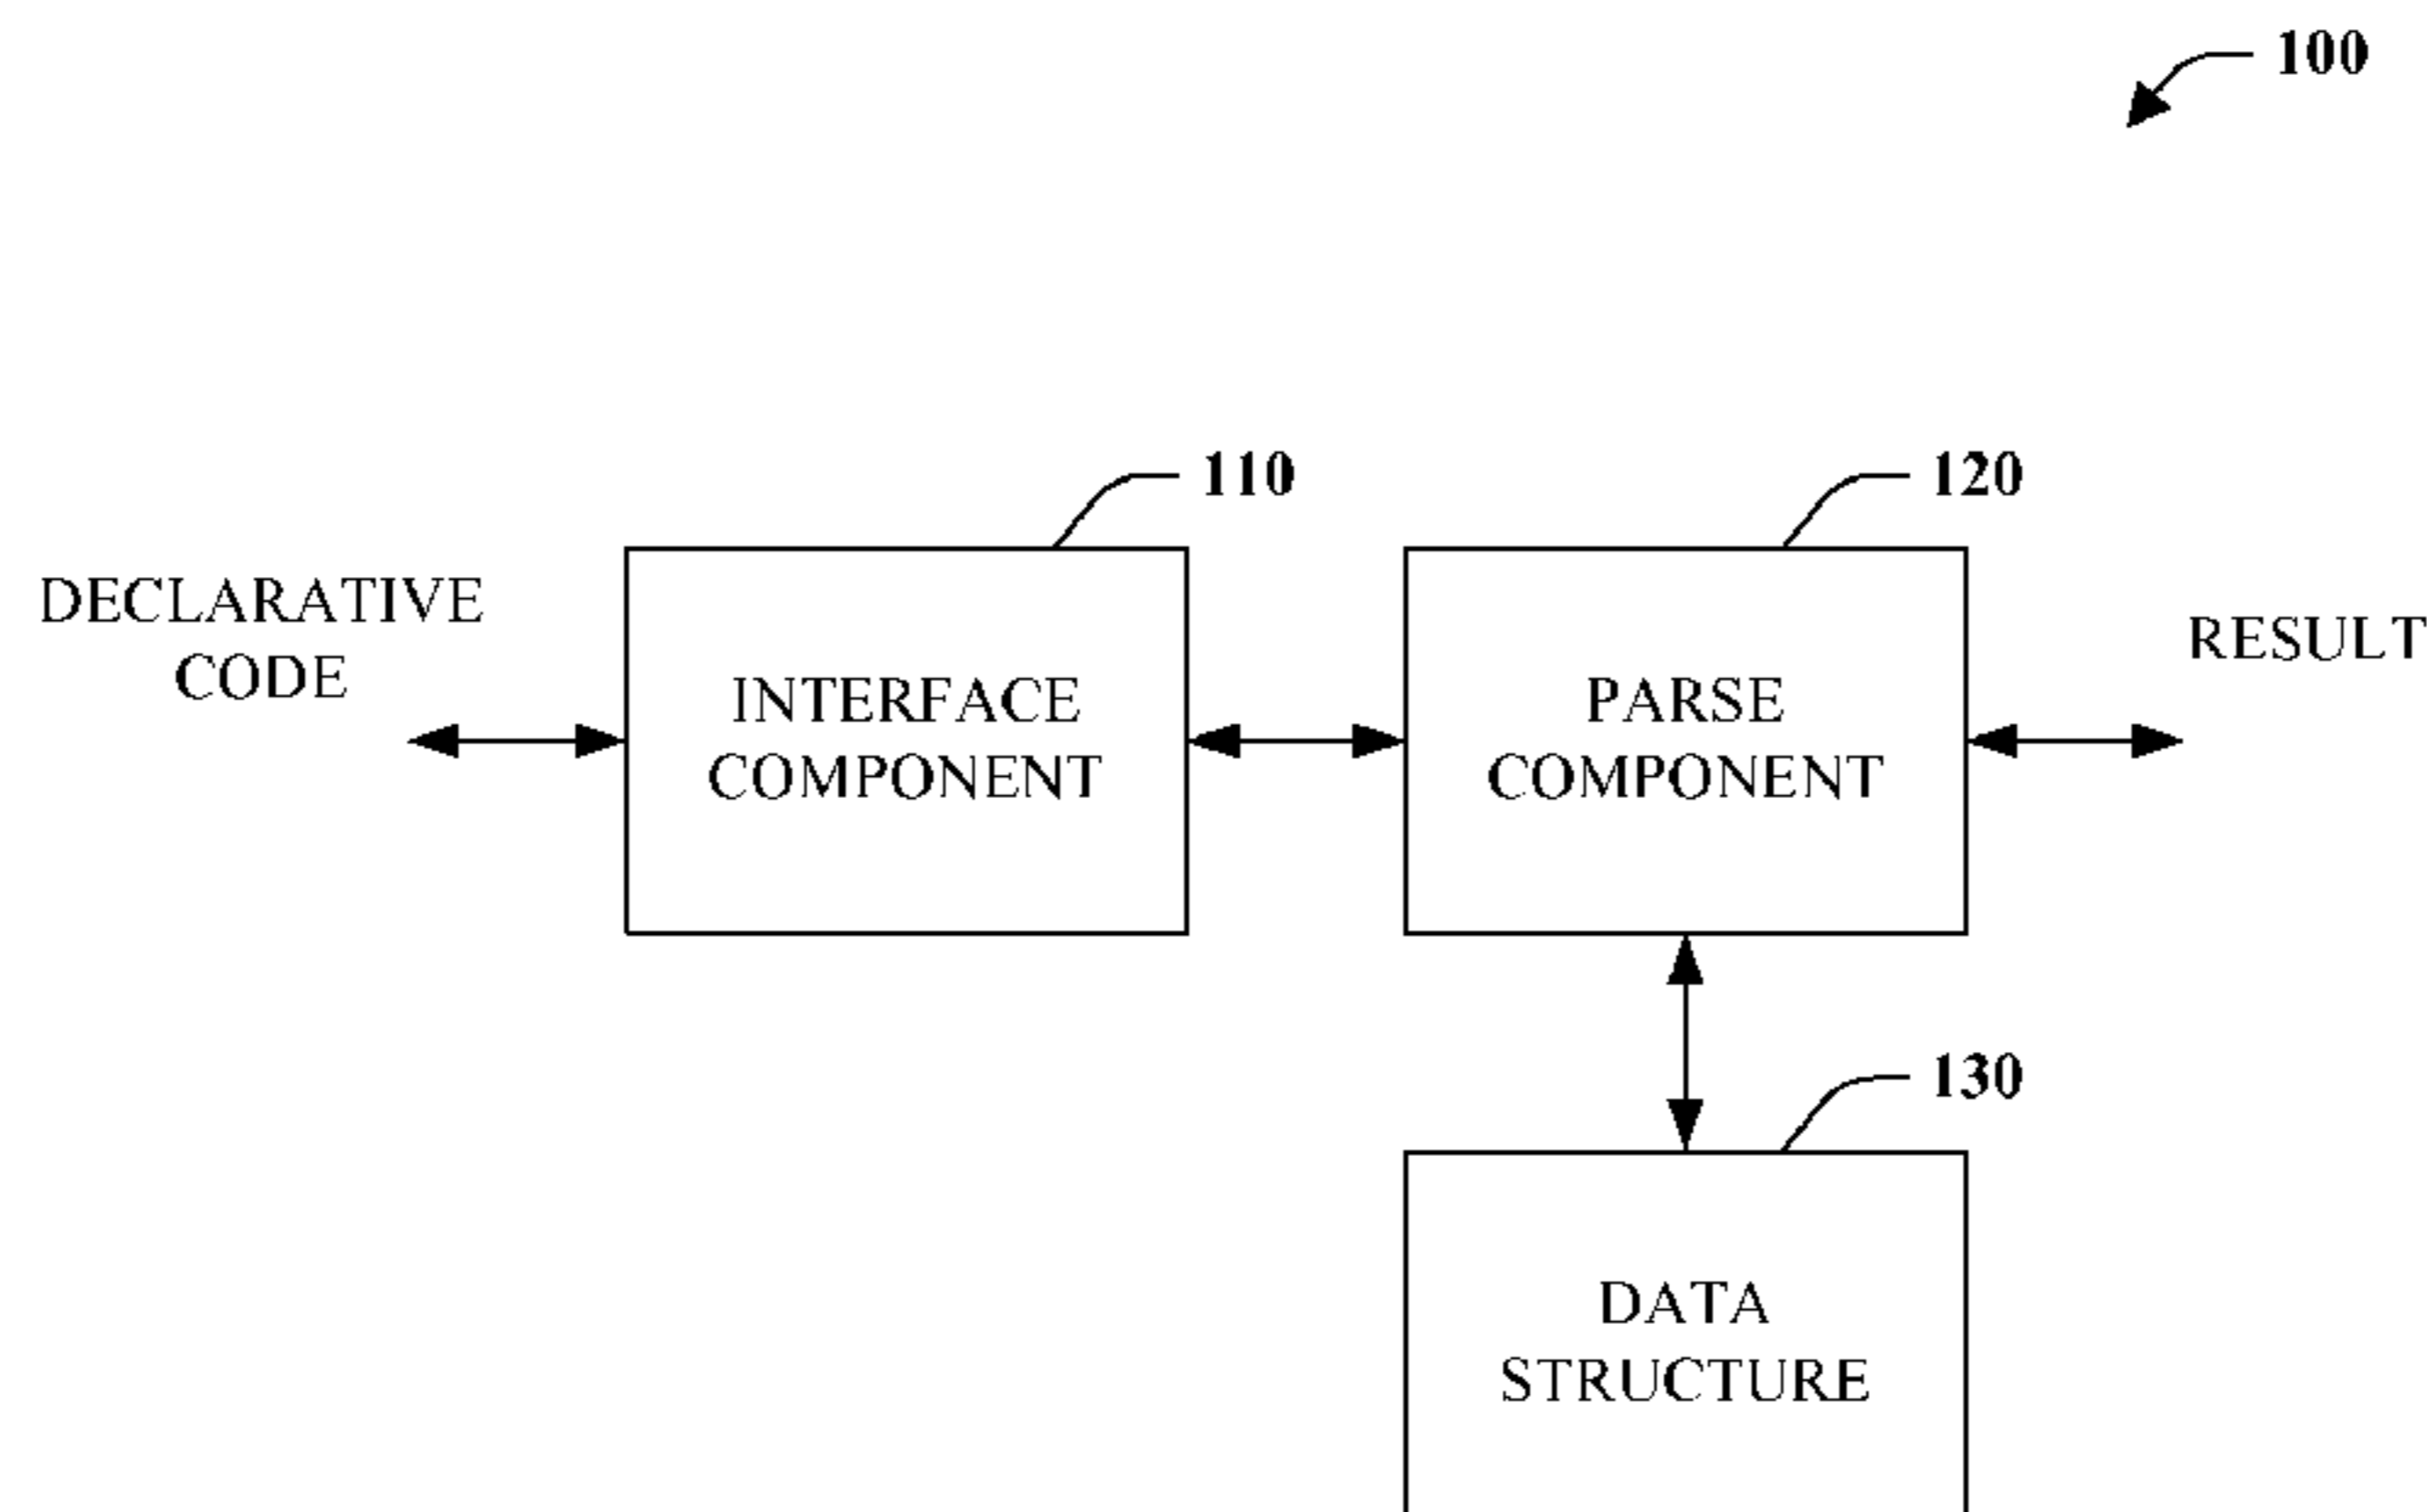 100
110
120
DECLARATIVE
CODE
INTERFACE
COMPONENT
PARSE
COMPONENT
RESULT
130
DATA
STRUCTURE